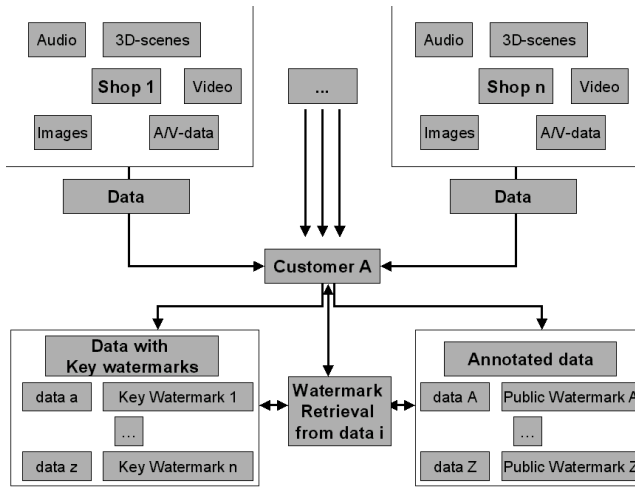 Audio
3D-scenes
Shop 1
Video
Images
A/V-data
Data
...
Audio
3D-scenes
Shop n
Video
Images
A/V-data
Data
Customer A
Data with
Key watermarks
data a
Key Watermark 1
...
data z
Key Watermark n
Watermark
Retrieval
from data i
Annotated data
data A
Public Watermark A
...
data Z
Public Watermark Z